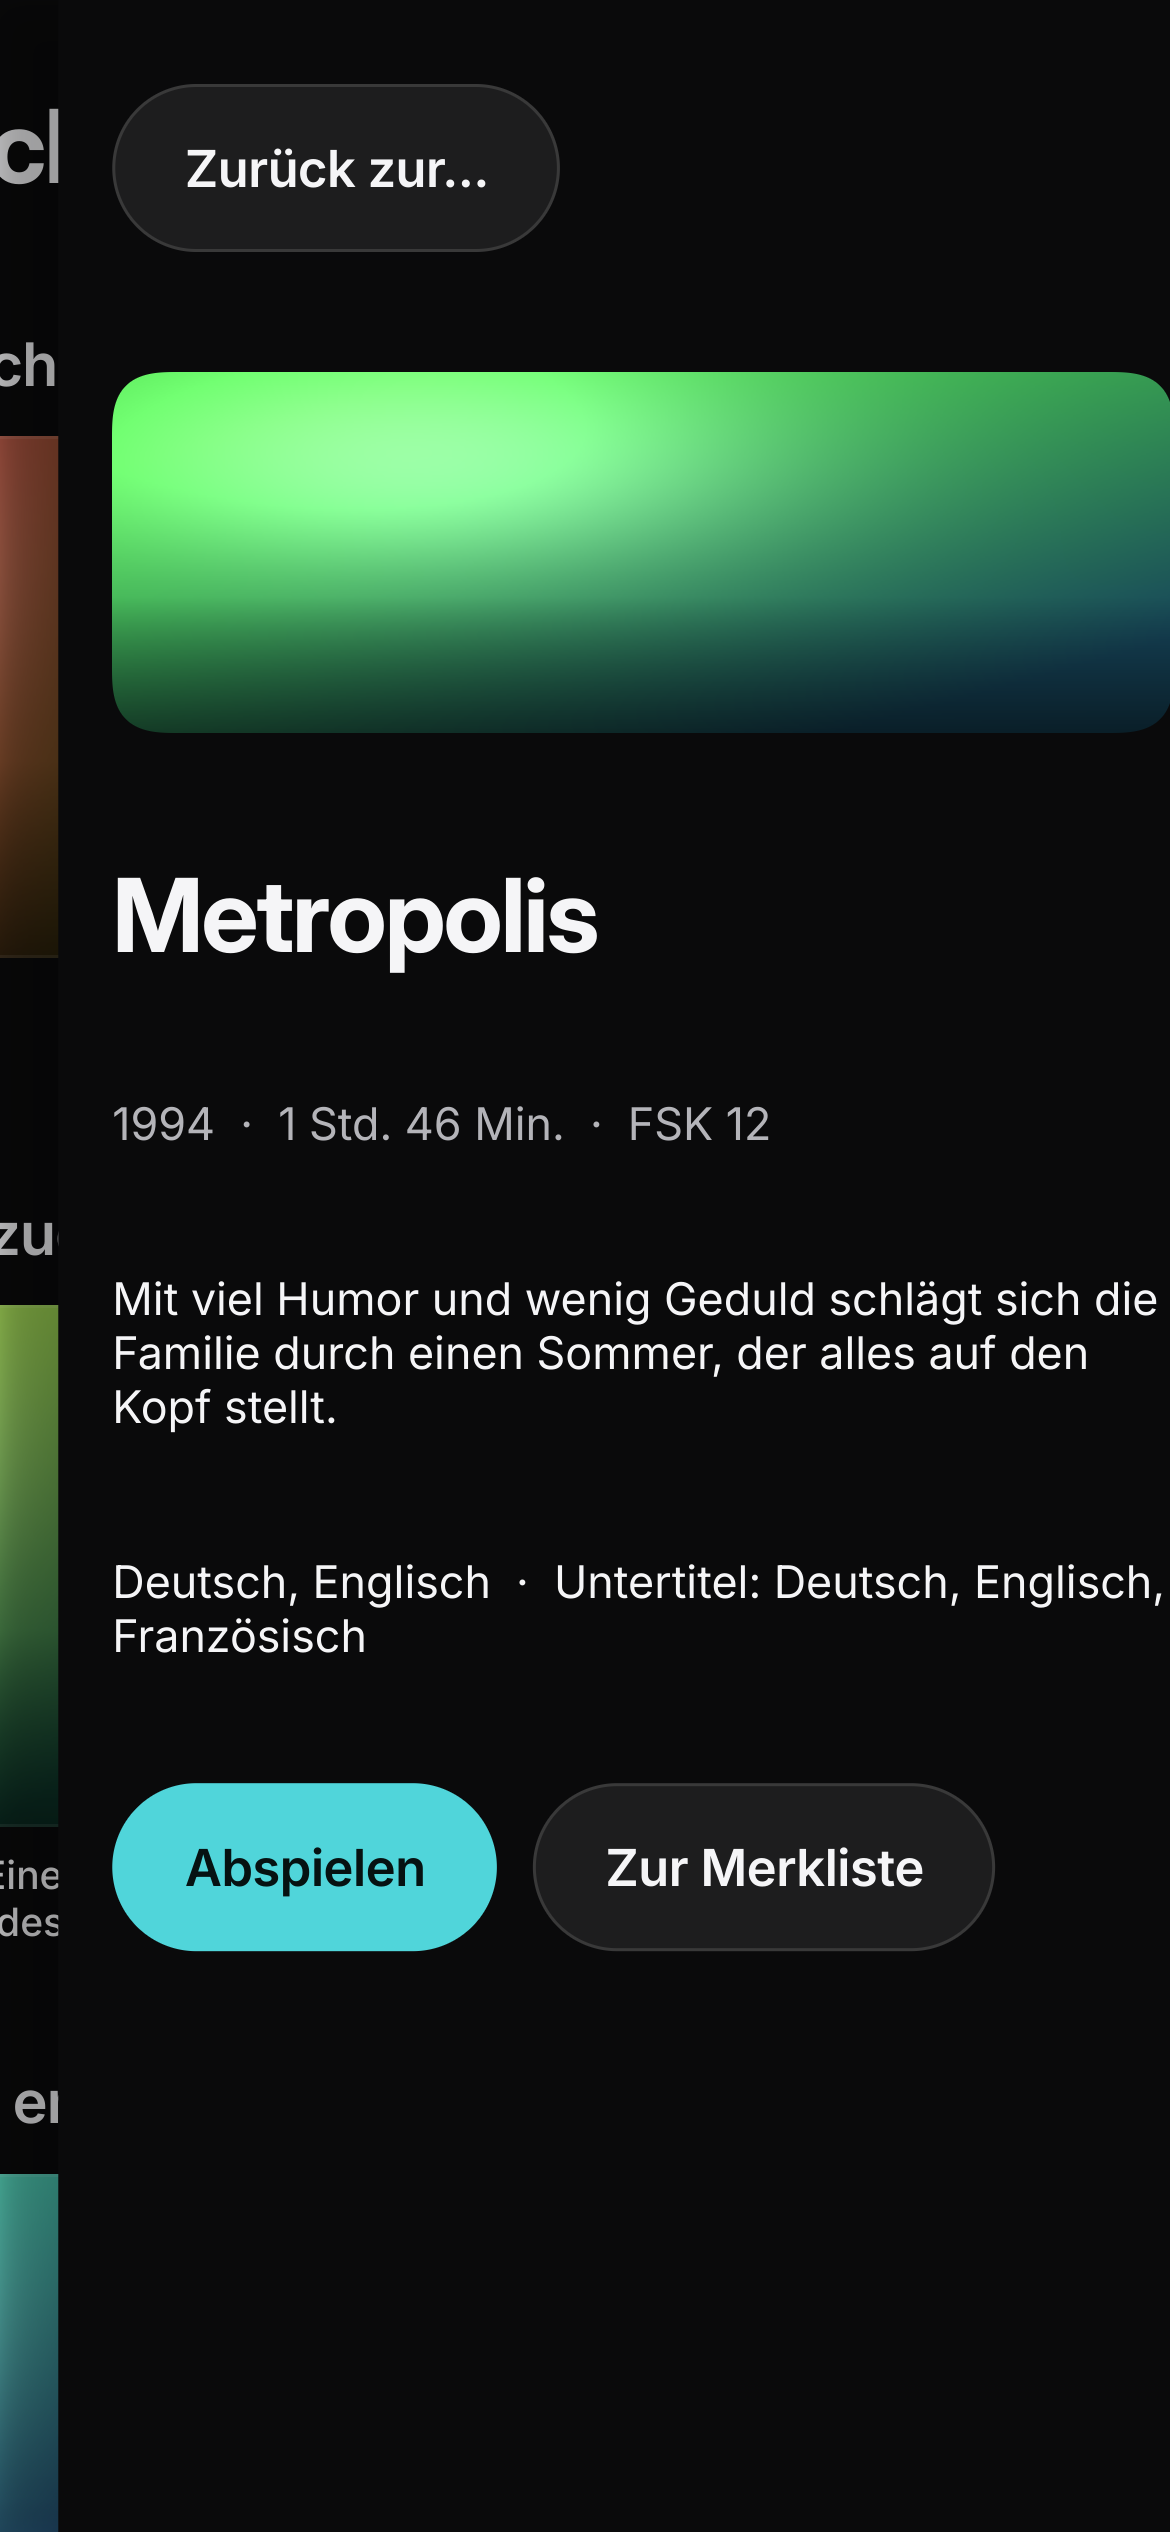 Zurück zur...
Metropolis
1994 · 1 Std. 46 Min. · FSK 12
Mit viel Humor und wenig Geduld schlägt sich die
Familie durch einen Sommer, der alles auf den
Kopf stellt.
Deutsch, Englisch · Untertitel: Deutsch, Englisch,
Französisch
Abspielen
Zur Merkliste